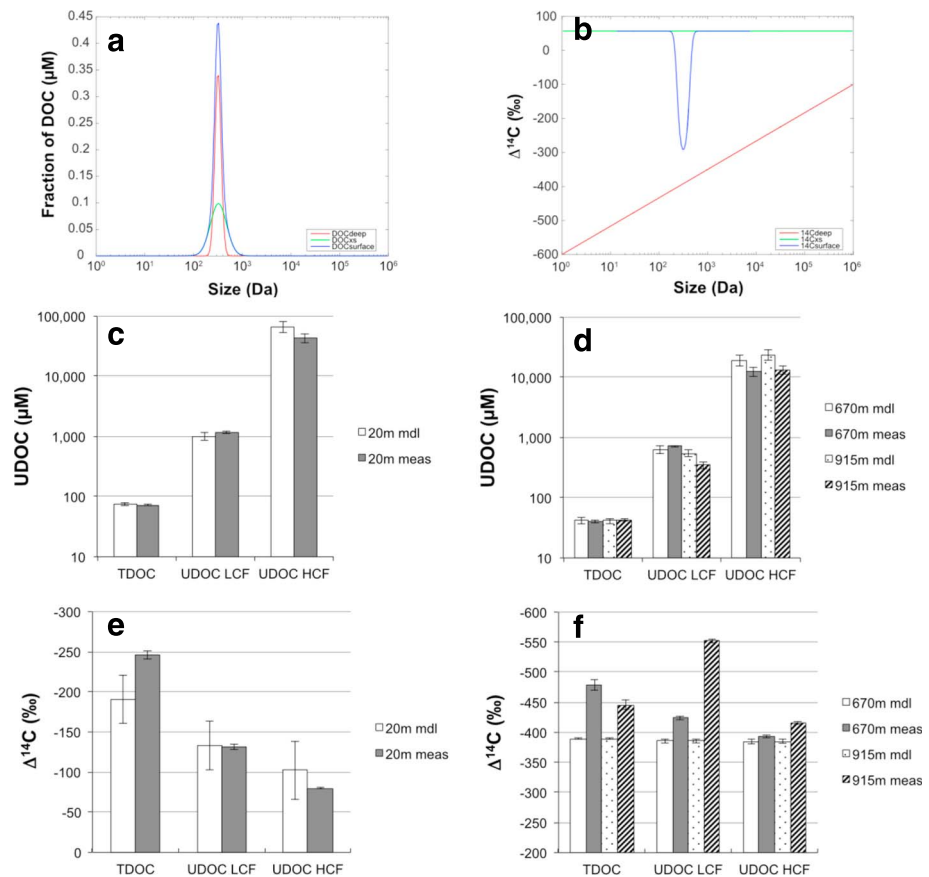 a
0.45
0.4
0.35
0.3
0.25
0.2
0.15
0.1
0.05
0
Fraction of DOC (µM)
10⁰ 10¹ 10² 10³ 10⁴ 10⁵ 10⁶
Size (Da)
DOCdeep
DOCxs
DOCsurface
b
100
0
-100
-200
-300
-400
-500
-600
Δ¹⁴C (‰)
10⁰ 10¹ 10² 10³ 10⁴ 10⁵ 10⁶
Size (Da)
14Cdeep
14Cxs
14Csurface
c
100,000
10,000
1,000
100
10
UDOC (µM)
TDOC UDOC LCF UDOC HCF
20m mdl
20m meas
d
100,000
10,000
1,000
100
10
UDOC (µM)
TDOC UDOC LCF UDOC HCF
670m mdl
670m meas
915m mdl
915m meas
e
-300
-250
-200
-150
-100
-50
0
Δ¹⁴C (‰)
TDOC UDOC LCF UDOC HCF
20m mdl
20m meas
f
-600
-550
-500
-450
-400
-350
-300
-250
-200
Δ¹⁴C (‰)
TDOC UDOC LCF UDOC HCF
670m mdl
670m meas
915m mdl
915m meas